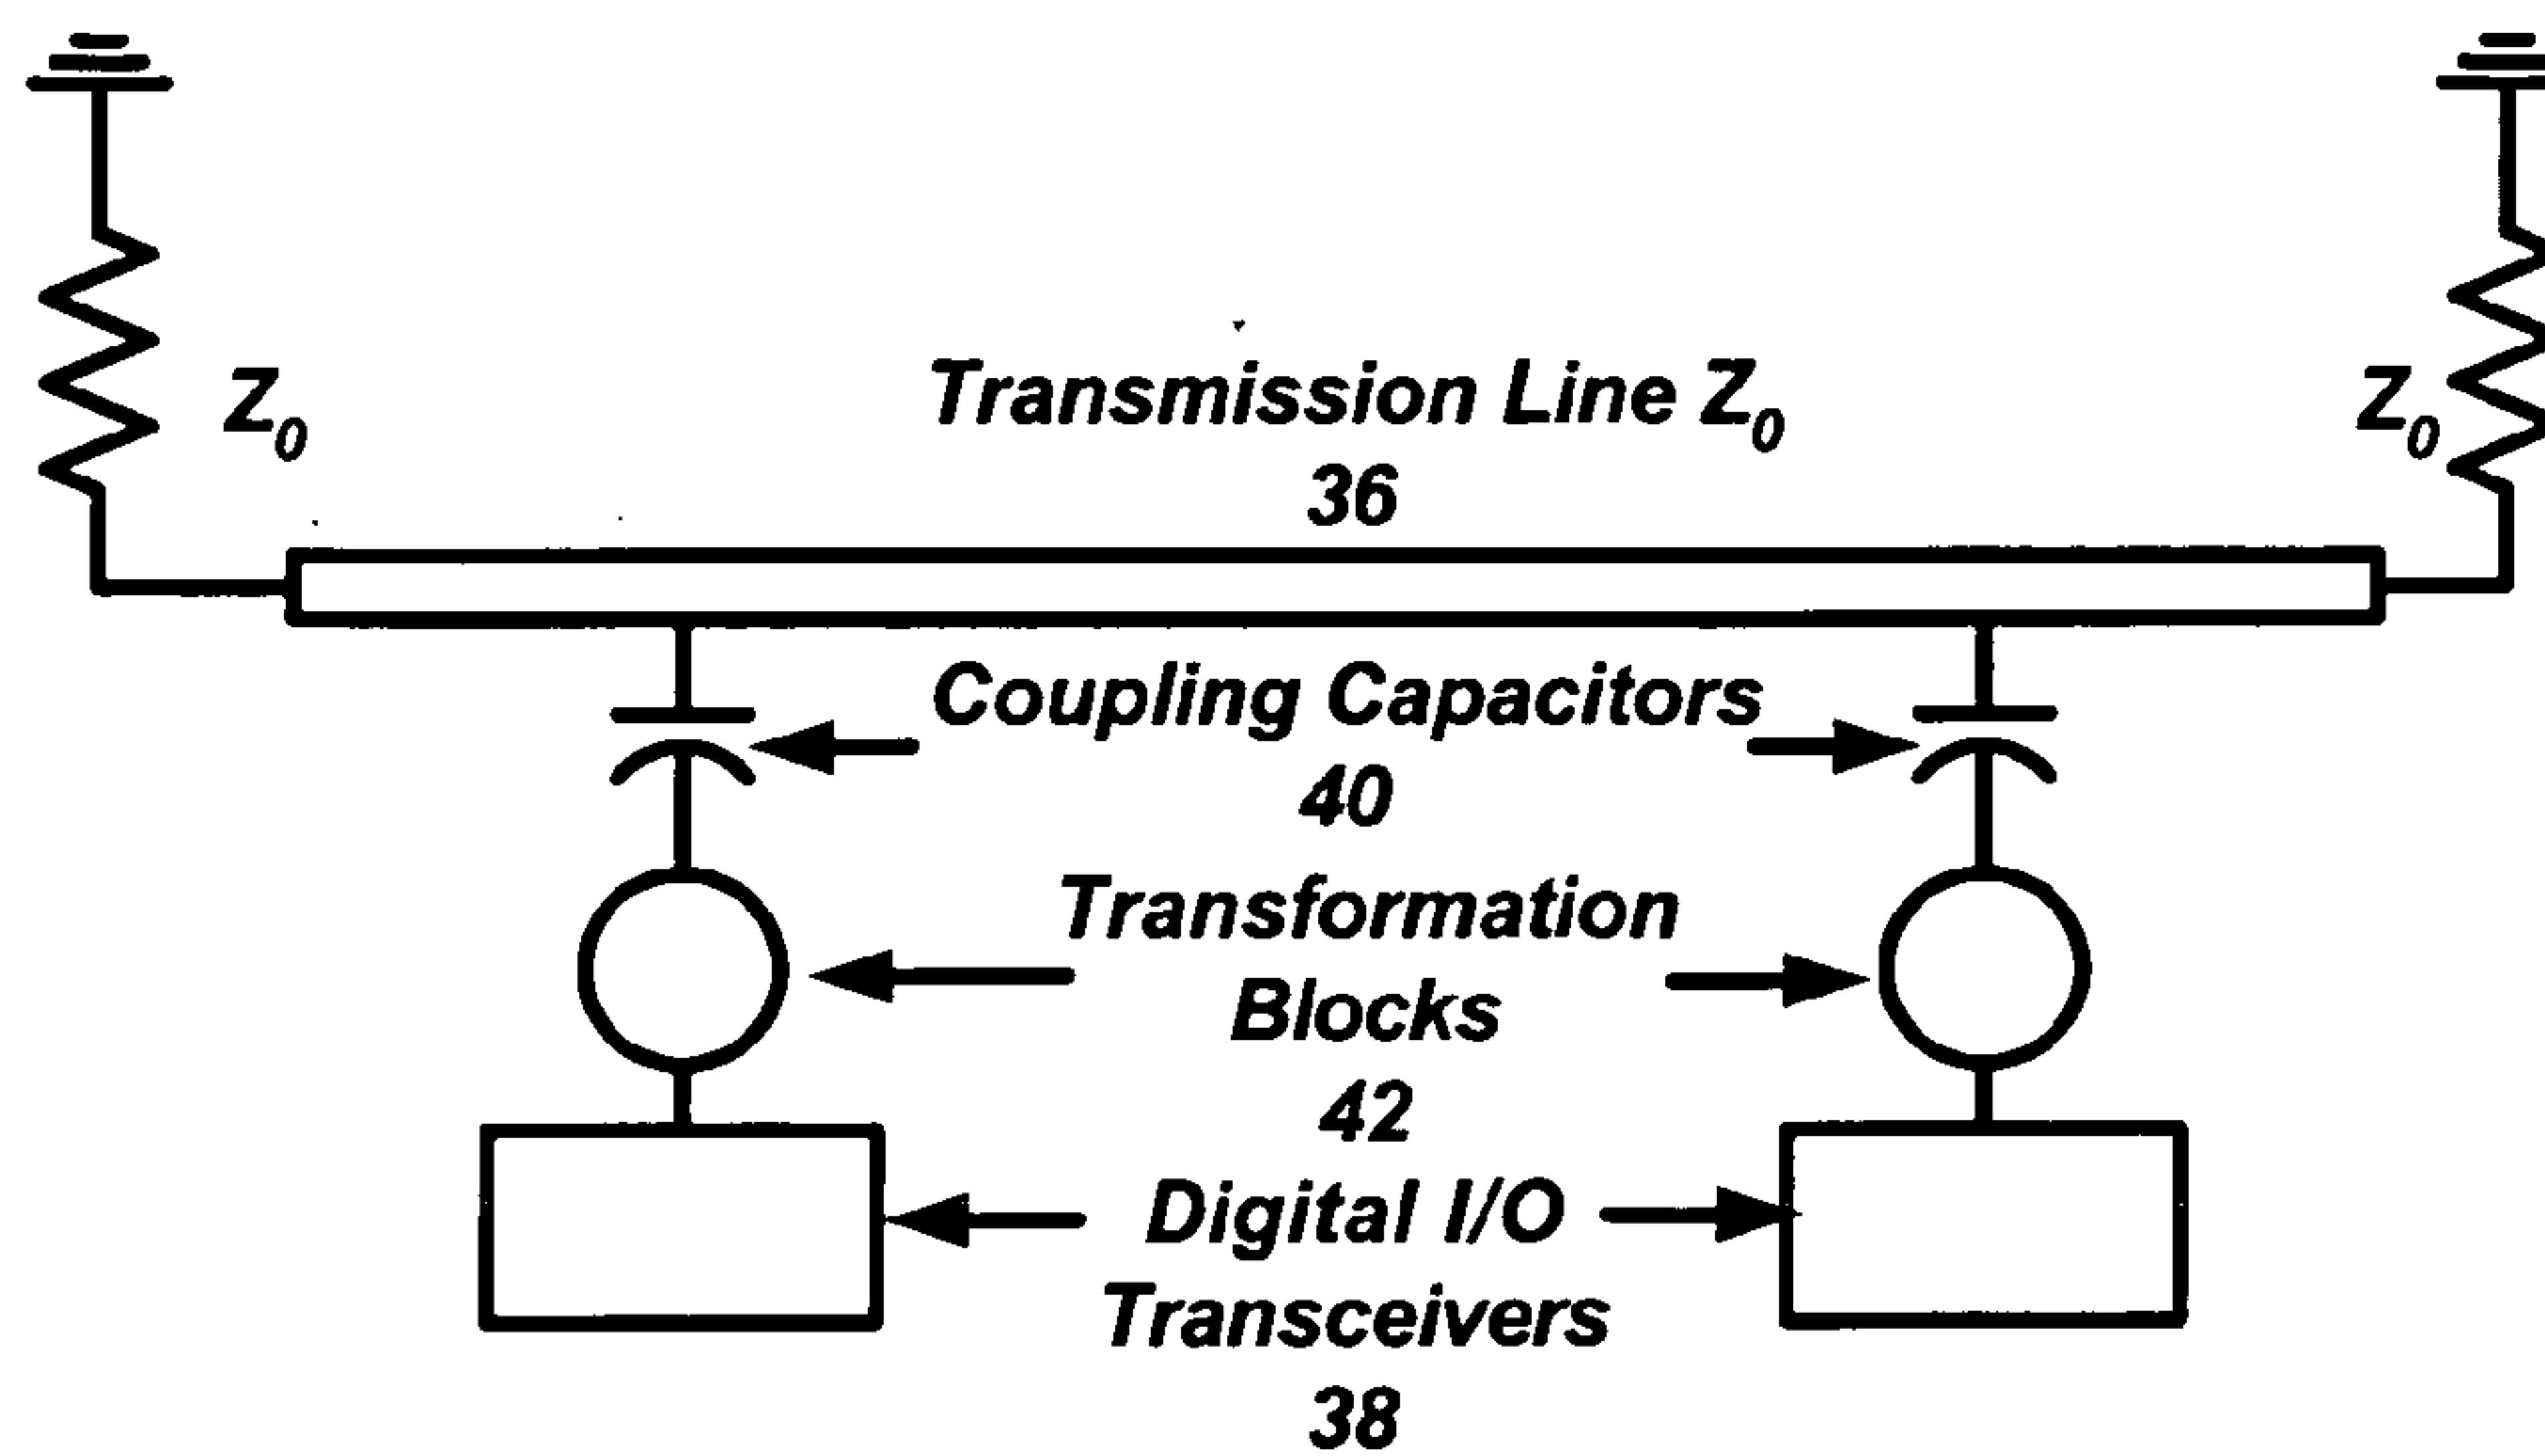 Z0
Transmission Line Z0
Z0
36
Coupling Capacitors
40
Transformation
Blocks
42
Digital I/O
Transceivers
38